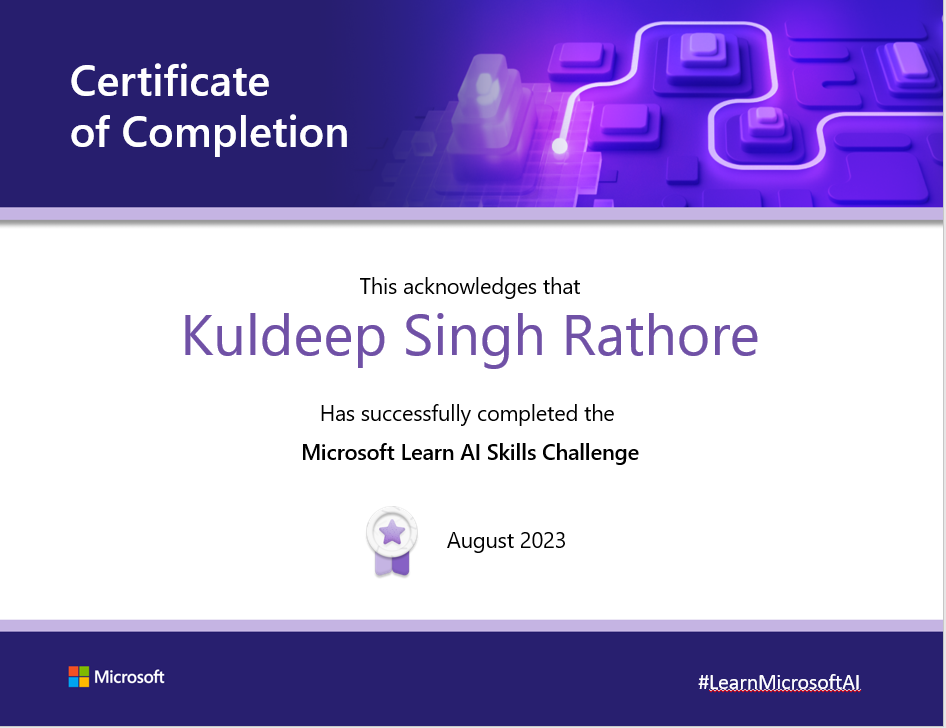 Certificate
of Completion
This acknowledges that
Kuldeep Singh Rathore
Has successfully completed the
Microsoft Learn AI Skills Challenge
August 2023
Microsoft
#LearnMicrosoftAI